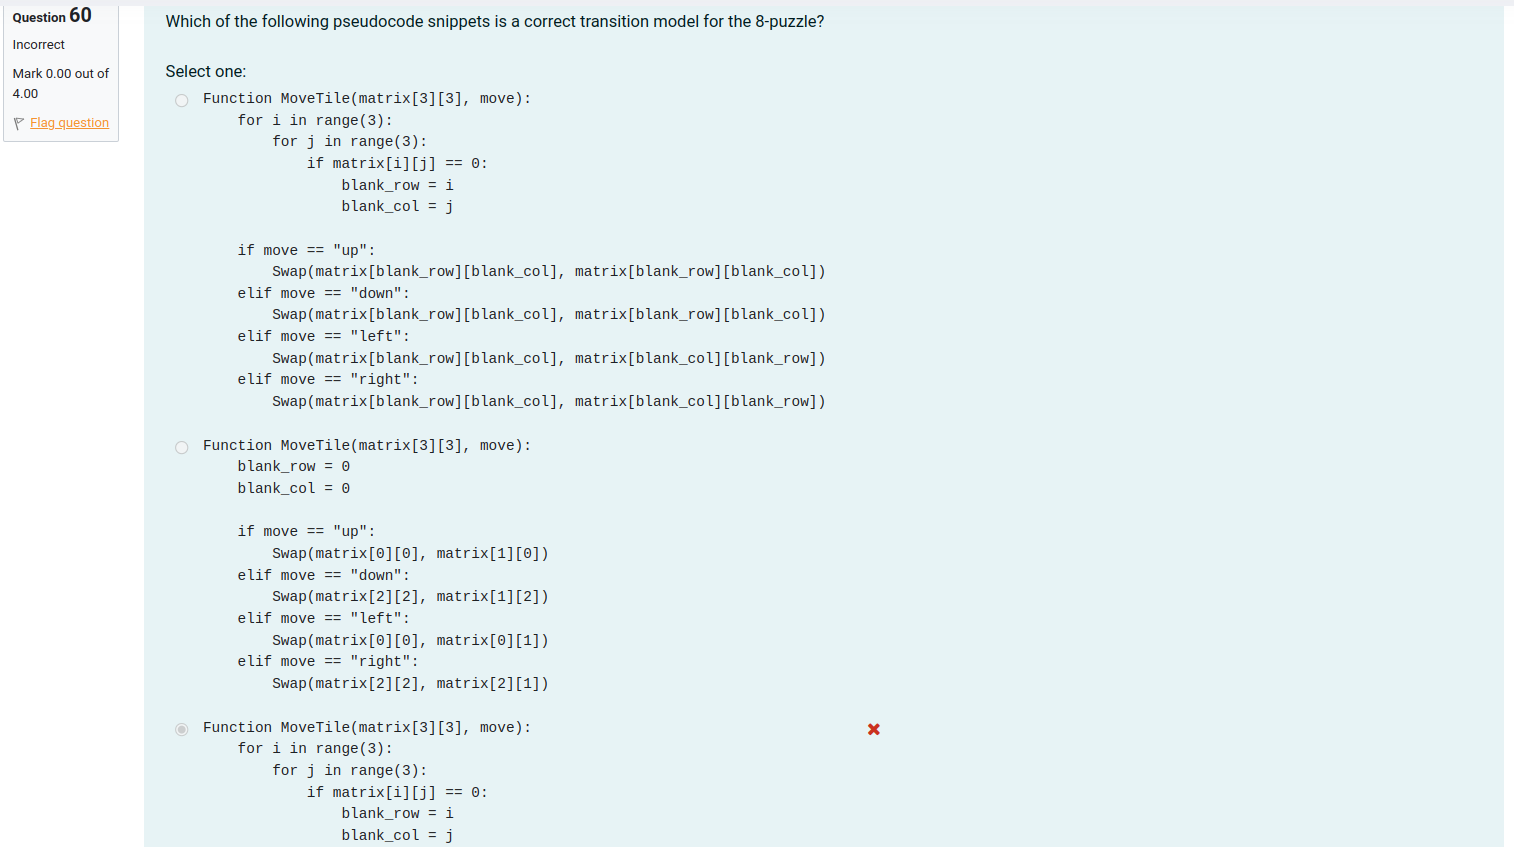 Question 60
Incorrect
Mark 0.00 out of
4.00
Flag question
Which of the following pseudocode snippets is a correct transition model for the 8-puzzle?
Select one:
Function MoveTile(matrix[3][3], move):
    for i in range(3):
        for j in range(3):
            if matrix[i][j] == 0:
                blank_row = i
                blank_col = j
    if move == "up":
        Swap(matrix[blank_row][blank_col], matrix[blank_row][blank_col])
    elif move == "down":
        Swap(matrix[blank_row][blank_col], matrix[blank_row][blank_col])
    elif move == "left":
        Swap(matrix[blank_row][blank_col], matrix[blank_col][blank_row])
    elif move == "right":
        Swap(matrix[blank_row][blank_col], matrix[blank_col][blank_row])
Function MoveTile(matrix[3][3], move):
    blank_row = 0
    blank_col = 0
    if move == "up":
        Swap(matrix[0][0], matrix[1][0])
    elif move == "down":
        Swap(matrix[2][2], matrix[1][2])
    elif move == "left":
        Swap(matrix[0][0], matrix[0][1])
    elif move == "right":
        Swap(matrix[2][2], matrix[2][1])
Function MoveTile(matrix[3][3], move):
    for i in range(3):
        for j in range(3):
            if matrix[i][j] == 0:
                blank_row = i
                blank_col = j